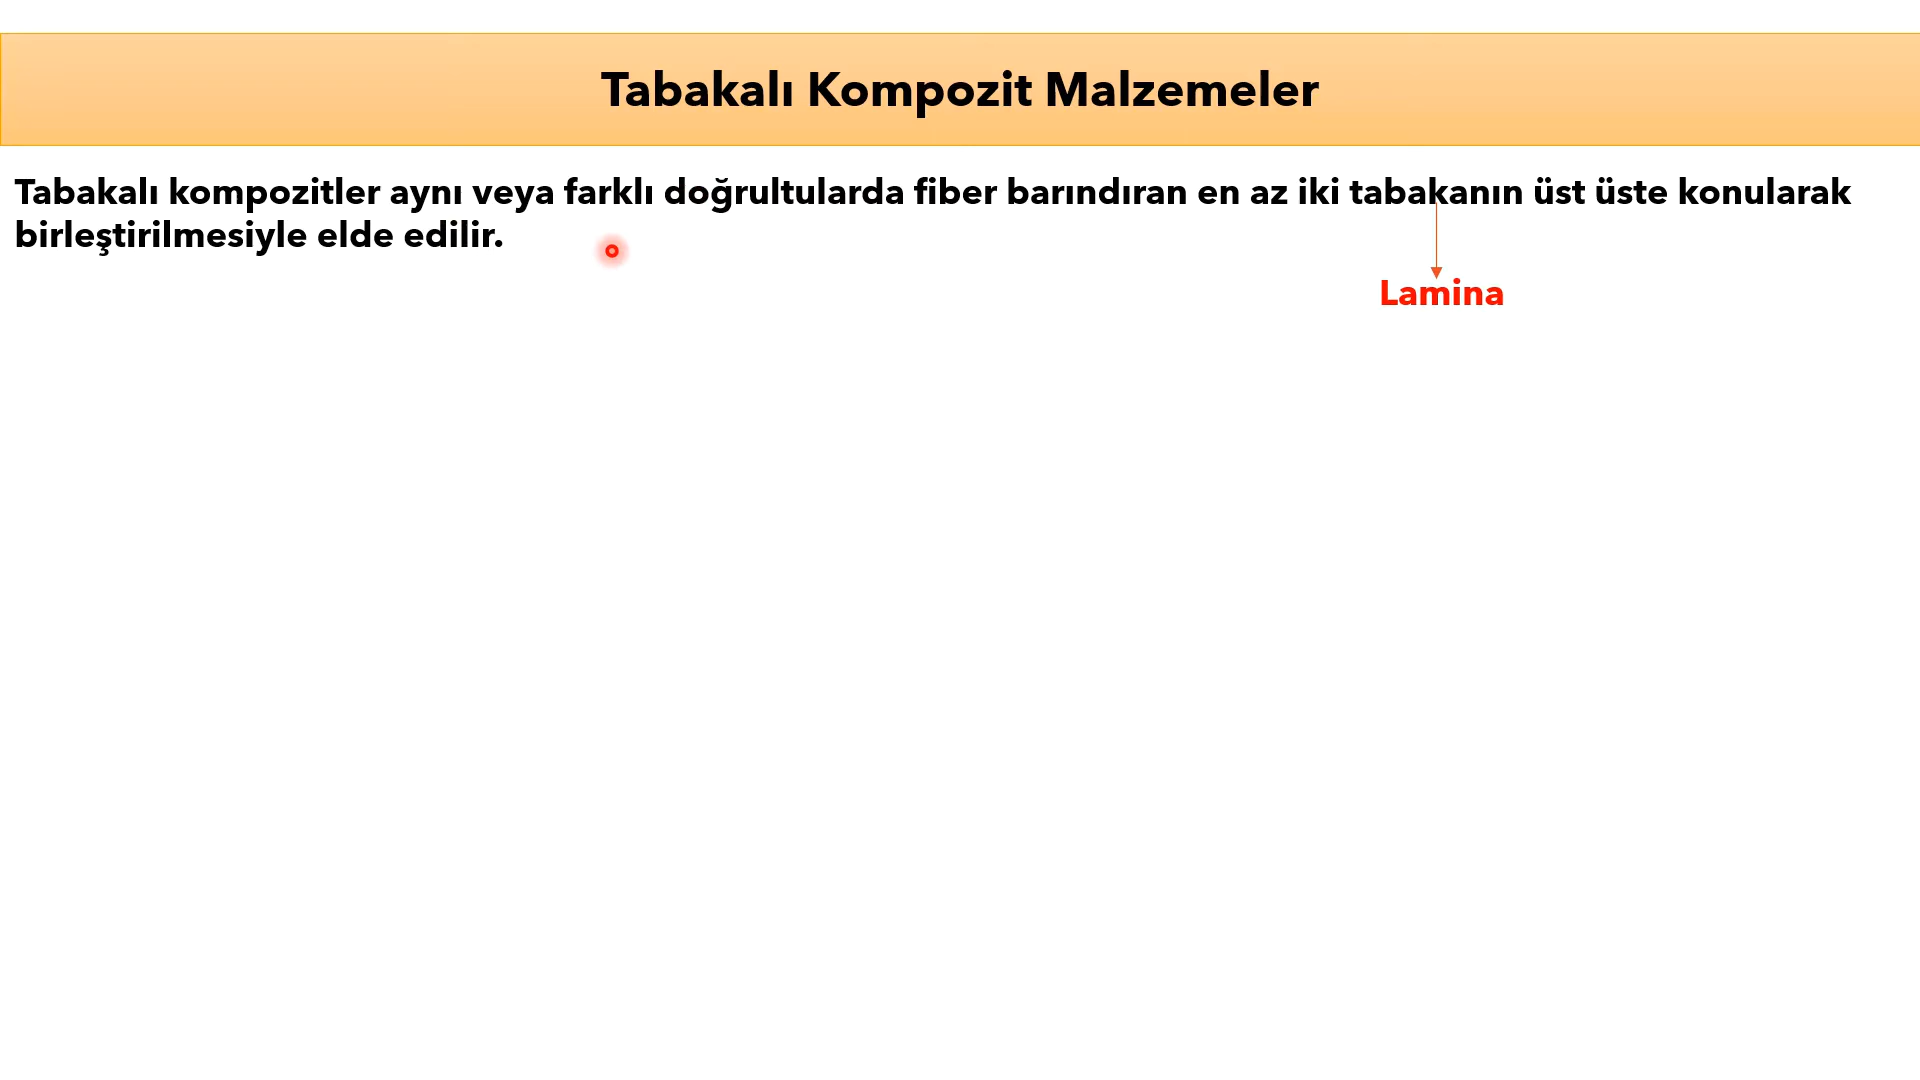 Tabakalı Kompozit Malzemeler
Tabakalı kompozitler aynı veya farklı doğrultularda fiber barındıran en az iki tabakanın üst üste konularak
birleştirilmesiyle elde edilir.
Lamina